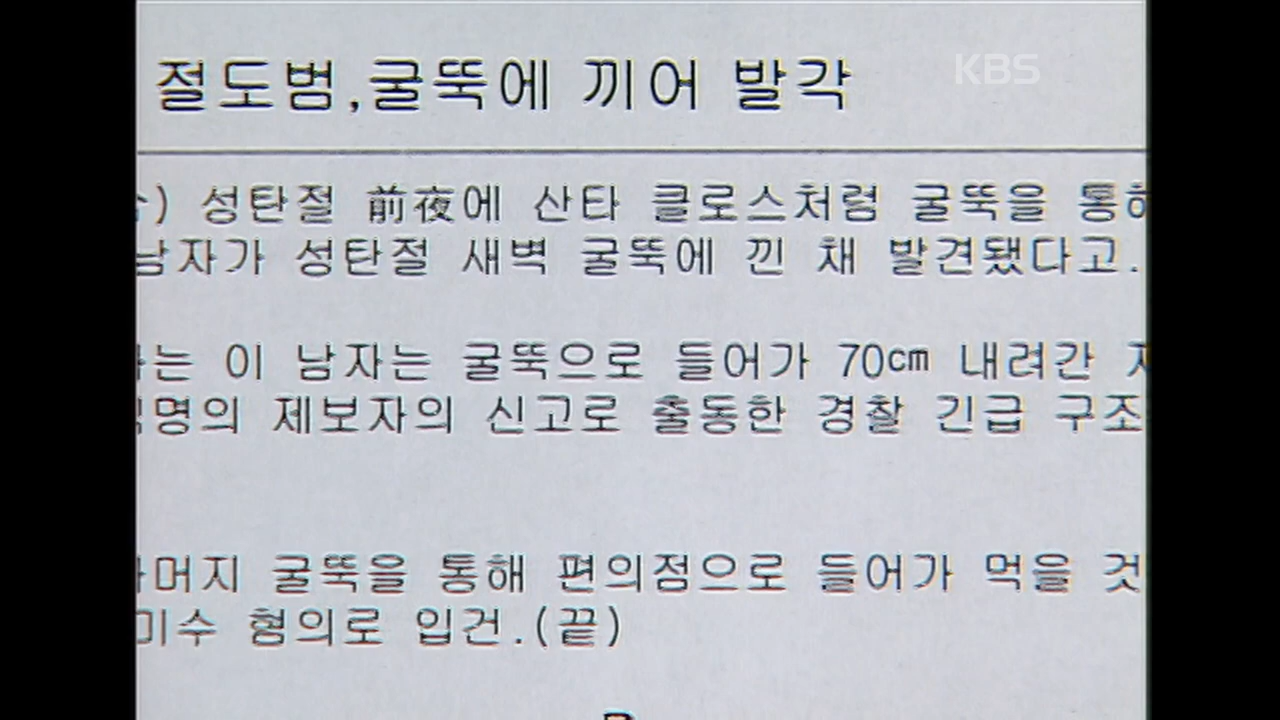 절도범,굴뚝에 끼어 발각
KBS
) 성탄절 前夜에 산타 클로스처럼 굴뚝을 통해
남자가 성탄절 새벽 굴뚝에 낀 채 발견됐다고.
는 이 남자는 굴뚝으로 들어가 70cm 내려간
명의 제보자의 신고로 출동한 경찰 긴급 구조
머지 굴뚝을 통해 편의점으로 들어가 먹을 것
미수 혐의로 입건.(끝)